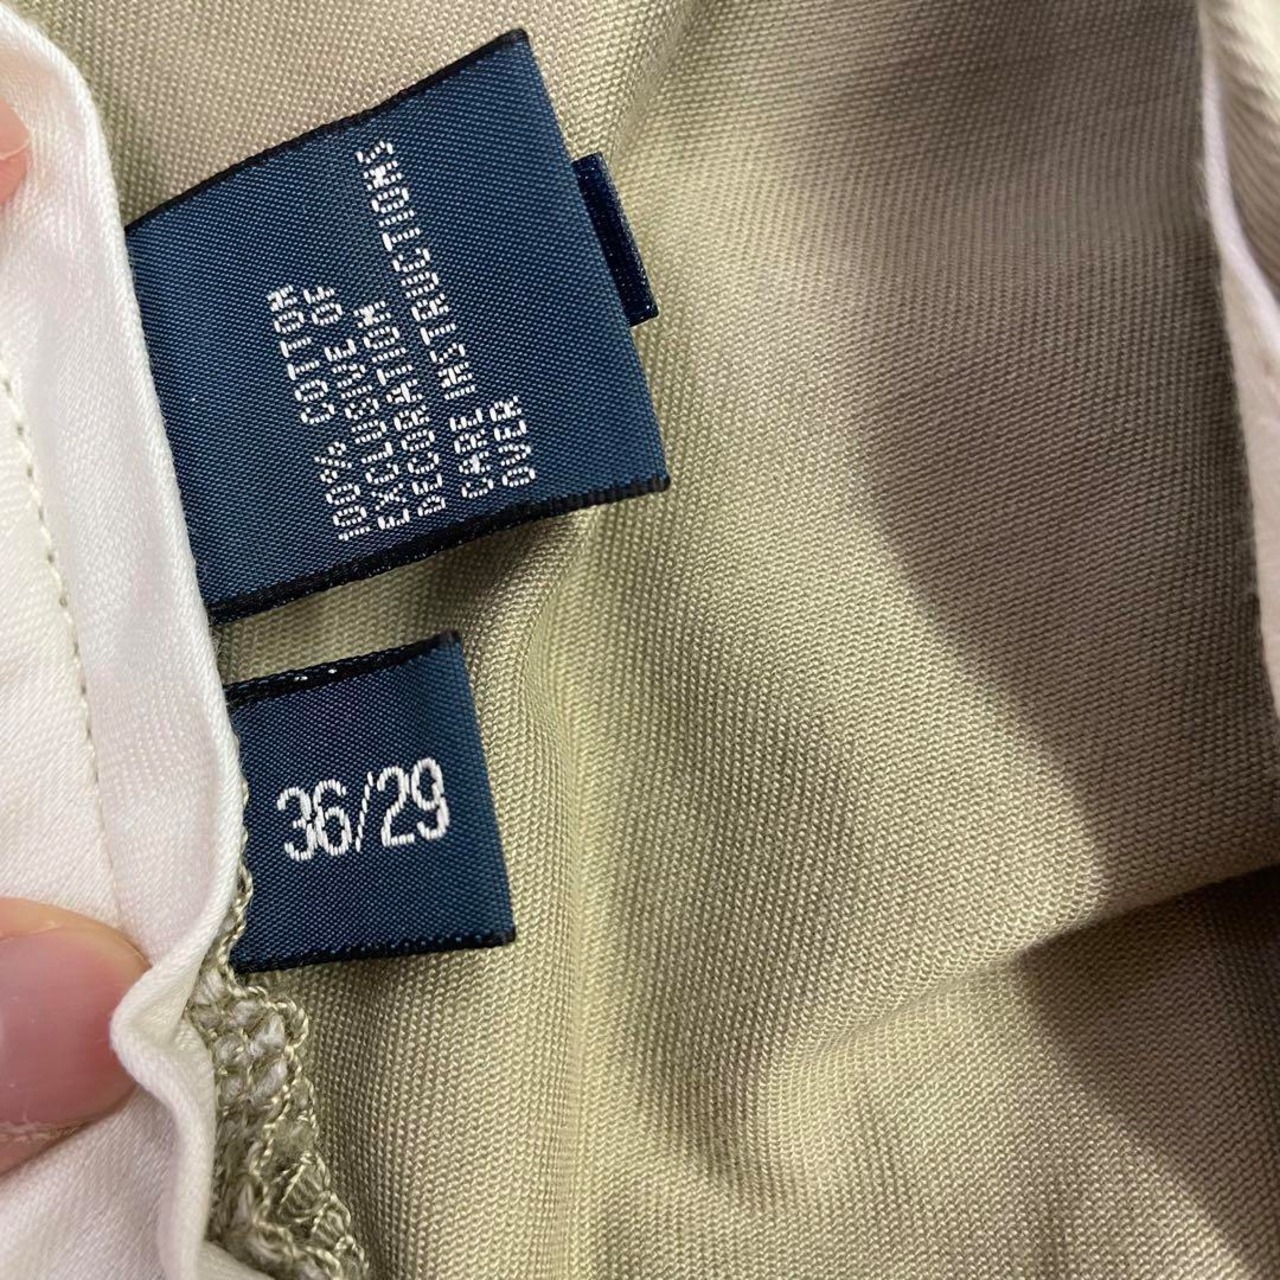 100% COTTON
EXCLUSIVE OF
DECORATION
CARE INSTRUCTIONS
OVER
36/29